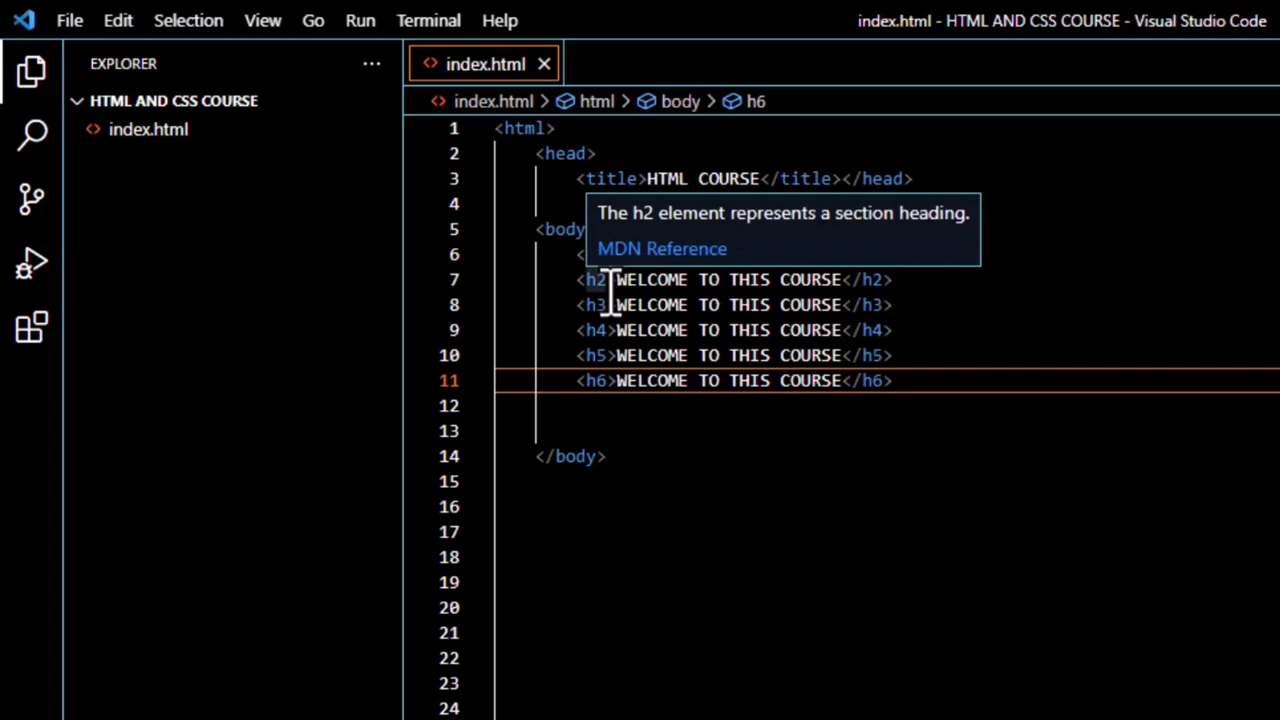 File Edit Selection View Go Run Terminal Help index.html - HTML AND CSS COURSE - Visual Studio Code
EXPLORER ···
HTML AND CSS COURSE
index.html
index.html
index.html > html > body > h6
1 <html>
2 <head>
3 <title>HTML COURSE</title></head>
4
5 <body
6 <
7 <h2>WELCOME TO THIS COURSE</h2>
8 <h3>WELCOME TO THIS COURSE</h3>
9 <h4>WELCOME TO THIS COURSE</h4>
10 <h5>WELCOME TO THIS COURSE</h5>
11 <h6>WELCOME TO THIS COURSE</h6>
12
13
14 </body>
15
16
17
18
19
20
21
22
23
24
The h2 element represents a section heading.
MDN Reference